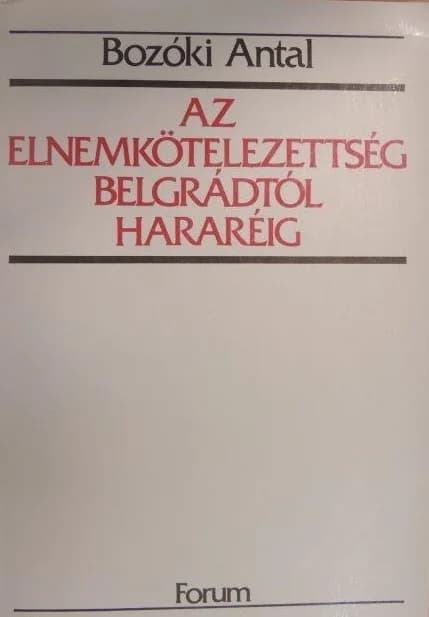 Bozóki Antal
AZ
ELNEMKÖTELEZETTSÉG
BELGRÁDTÓL
HARARÉIG
Forum